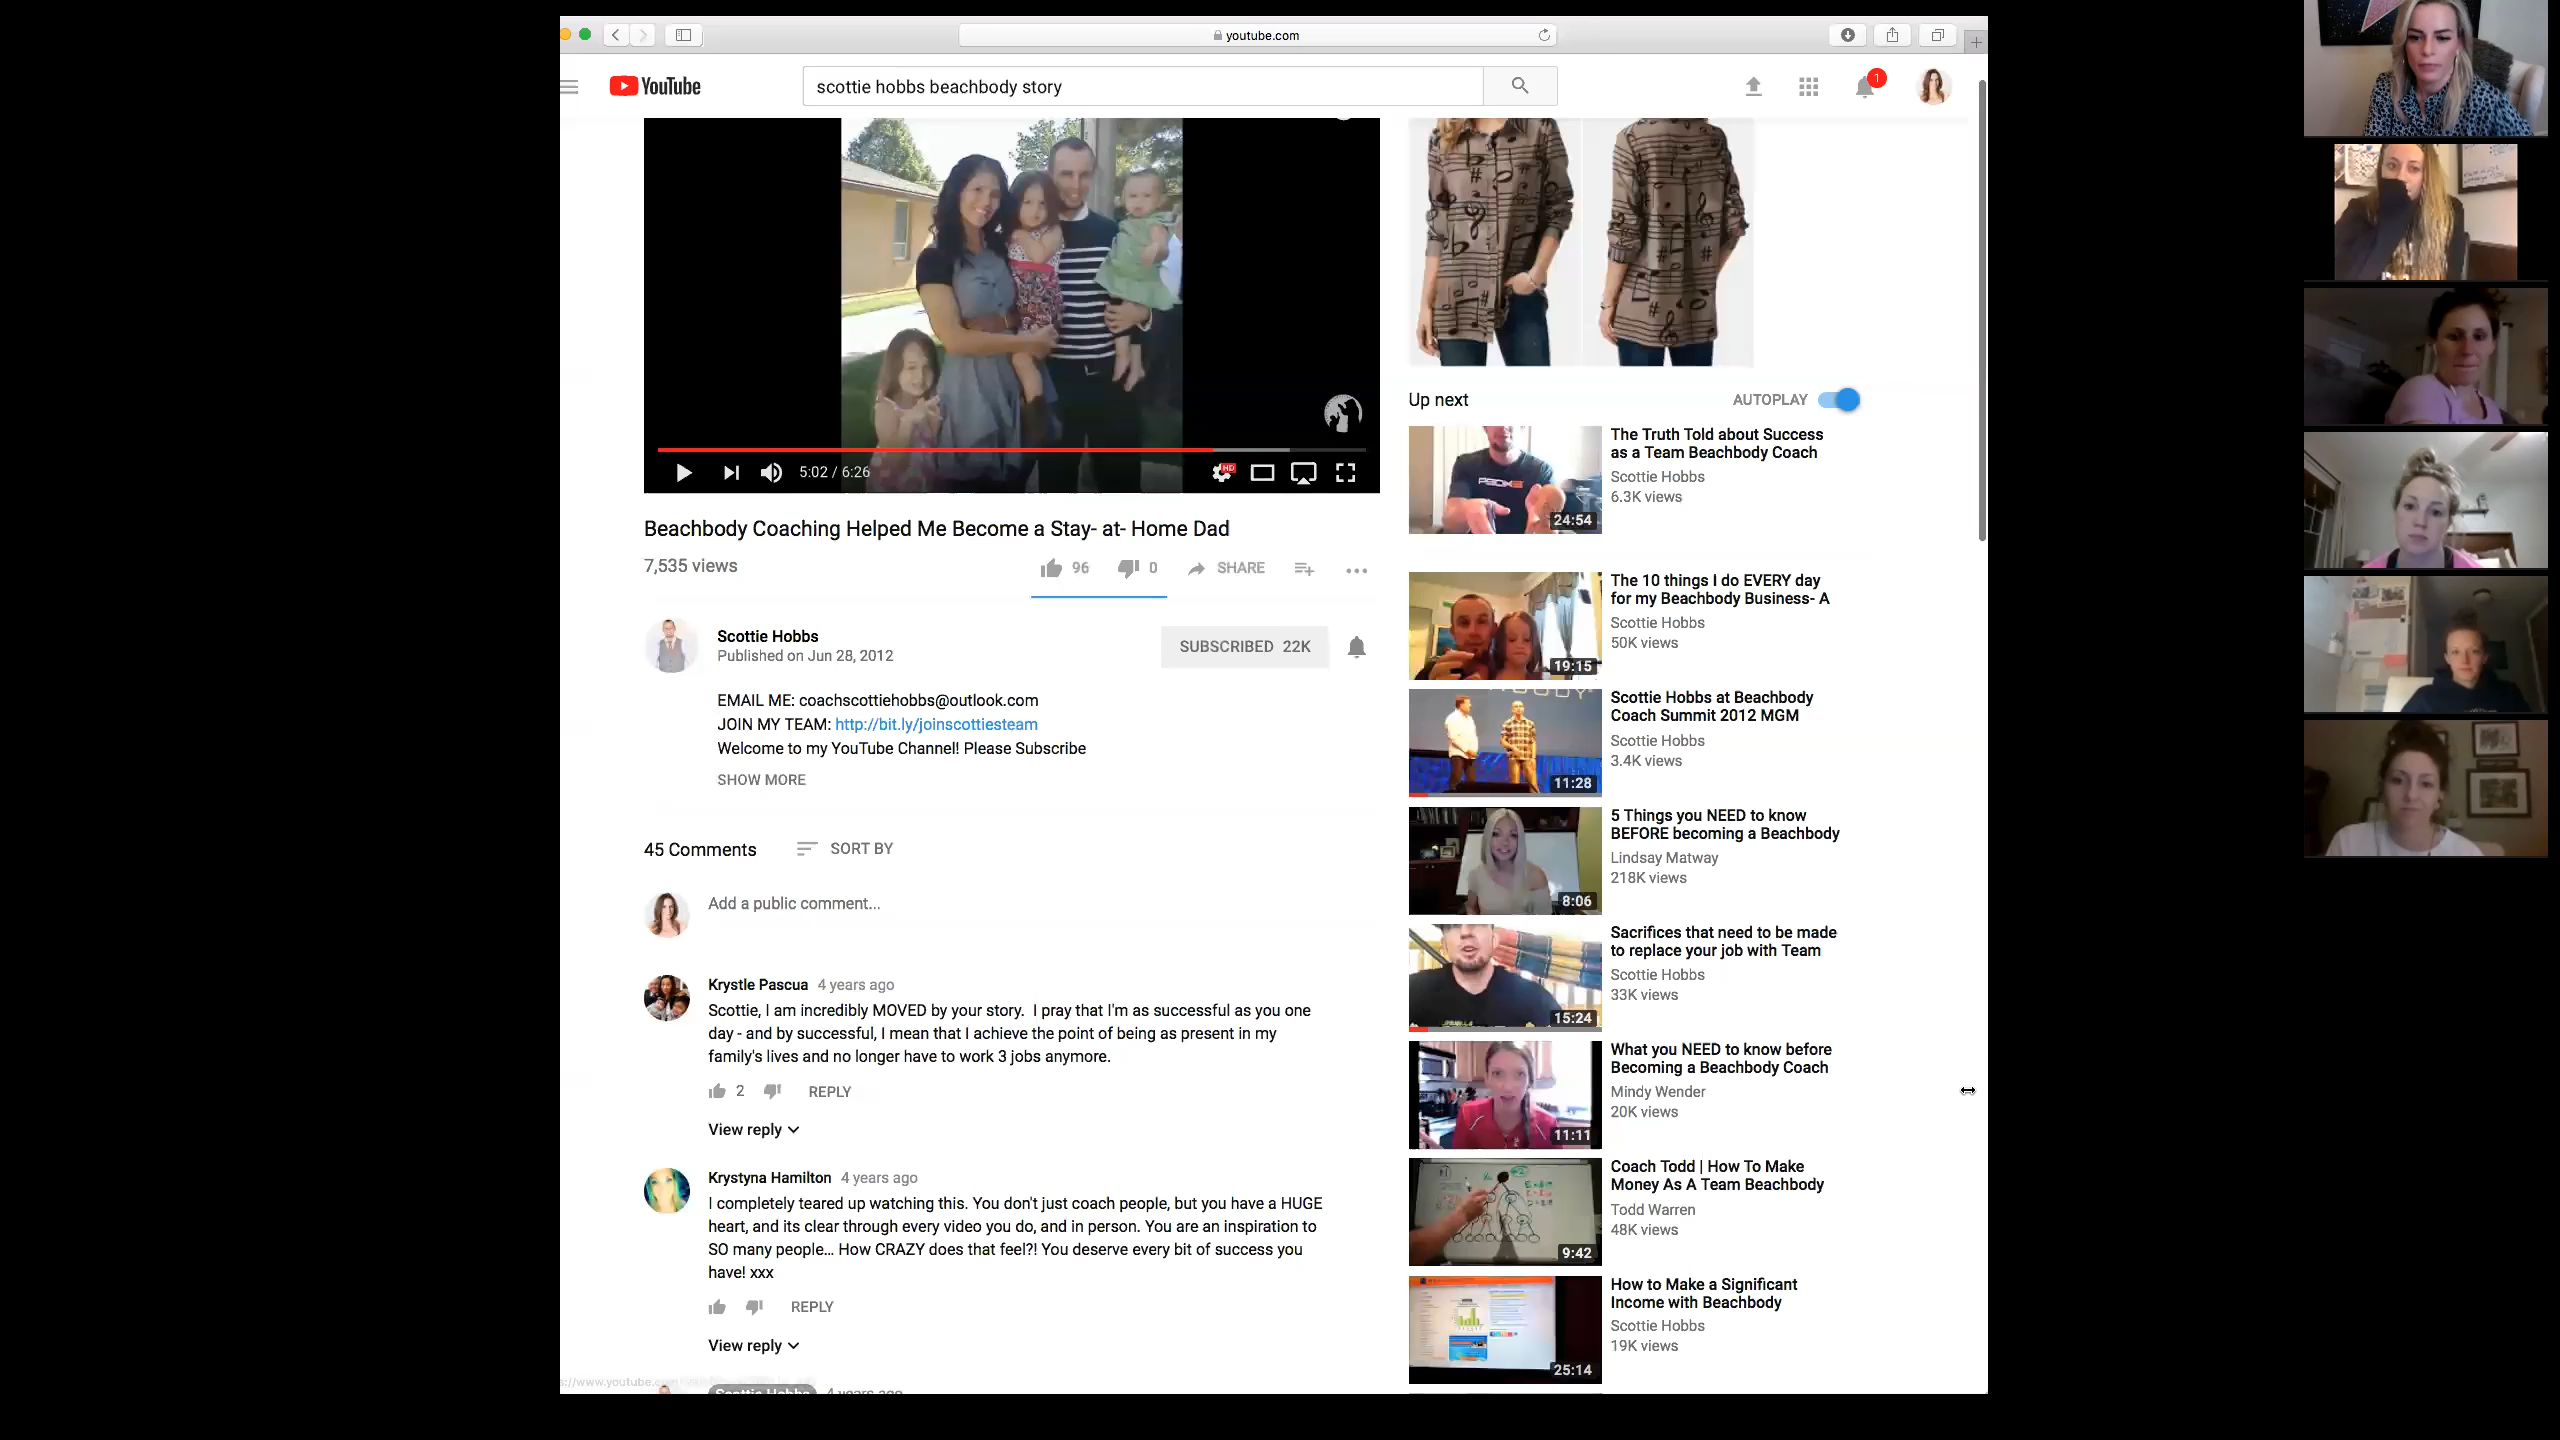 youtube.com
YouTube
scottie hobbs beachbody story
1
5:02 / 6:26
HD
Beachbody Coaching Helped Me Become a Stay- at- Home Dad
7,535 views
96
0
SHARE
Scottie Hobbs
Published on Jun 28, 2012
SUBSCRIBED 22K
EMAIL ME: coachscottiehobbs@outlook.com
JOIN MY TEAM: http://bit.ly/joinscottiesteam
Welcome to my YouTube Channel! Please Subscribe
SHOW MORE
45 Comments
SORT BY
Add a public comment...
Krystle Pascua 4 years ago
Scottie, I am incredibly MOVED by your story. I pray that I'm as successful as you one
day - and by successful, I mean that I achieve the point of being as present in my
family's lives and no longer have to work 3 jobs anymore.
2
REPLY
View reply
Krystyna Hamilton 4 years ago
I completely teared up watching this. You don't just coach people, but you have a HUGE
heart, and its clear through every video you do, and in person. You are an inspiration to
SO many people... How CRAZY does that feel?! You deserve every bit of success you
have! xxx
REPLY
View reply
Scottie Hobbs 4 years ago
Up next
AUTOPLAY
The Truth Told about Success
as a Team Beachbody Coach
Scottie Hobbs
6.3K views
24:54
The 10 things I do EVERY day
for my Beachbody Business- A
Scottie Hobbs
50K views
19:15
Scottie Hobbs at Beachbody
Coach Summit 2012 MGM
Scottie Hobbs
3.4K views
11:28
5 Things you NEED to know
BEFORE becoming a Beachbody
Lindsay Matway
218K views
8:06
Sacrifices that need to be made
to replace your job with Team
Scottie Hobbs
33K views
15:24
What you NEED to know before
Becoming a Beachbody Coach
Mindy Wender
20K views
11:11
Coach Todd | How To Make
Money As A Team Beachbody
Todd Warren
48K views
9:42
How to Make a Significant
Income with Beachbody
Scottie Hobbs
19K views
25:14